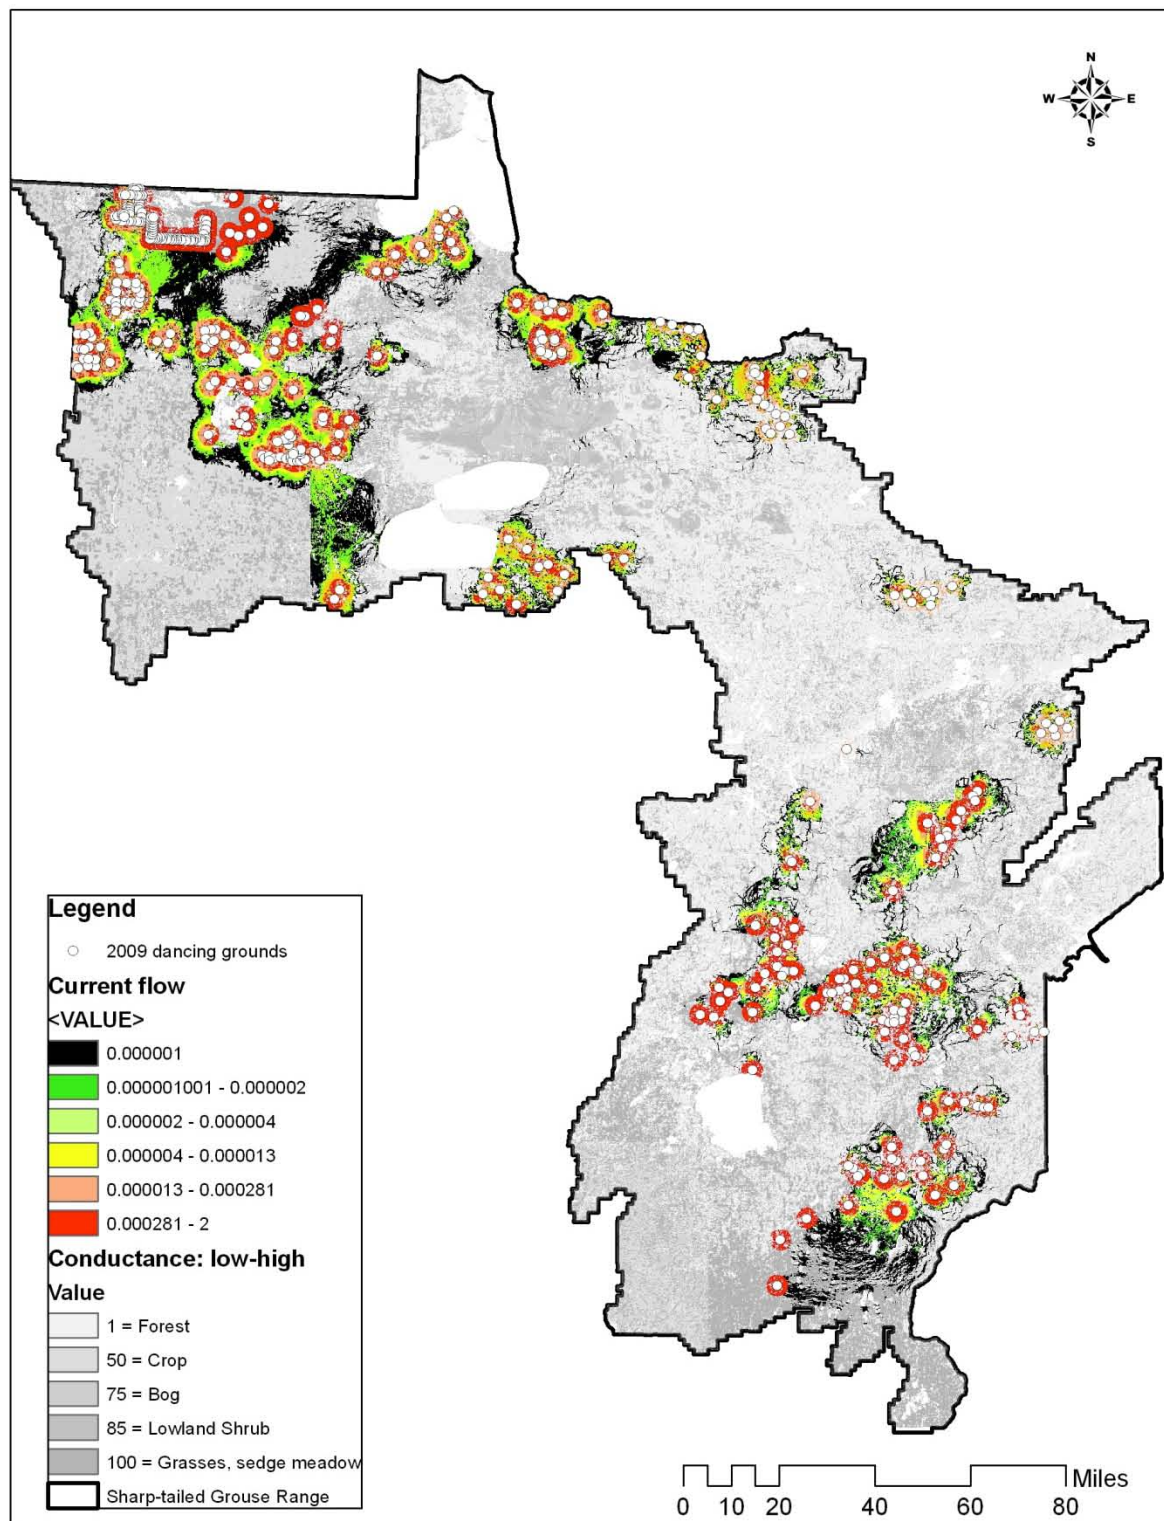 N
W E
S
Legend
2009 dancing grounds
Current flow
<VALUE>
0.000001
0.000001001 - 0.000002
0.000002 - 0.000004
0.000004 - 0.000013
0.000013 - 0.000281
0.000281 - 2
Conductance: low-high
Value
1 = Forest
50 = Crop
75 = Bog
85 = Lowland Shrub
100 = Grasses, sedge meadow
Sharp-tailed Grouse Range
Miles
0 10 20 40 60 80